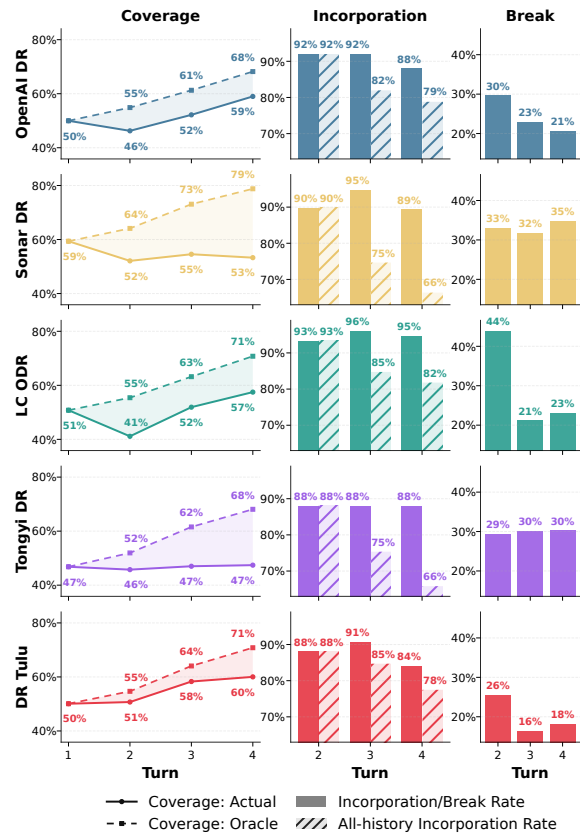 Coverage Incorporation Break
OpenAI DR
80%
60%
40%
50% 55% 61% 68%
46% 52% 59%
90%
80%
70%
92% 92% 92% 82% 88% 79%
40%
30%
20%
30% 23% 21%
Sonar DR
80%
60%
40%
59% 64% 73% 79%
52% 55% 53%
90%
80%
70%
90% 90% 95% 75% 89% 66%
40%
30%
20%
33% 32% 35%
LC ODR
80%
60%
40%
51% 55% 63% 71%
41% 52% 57%
90%
80%
70%
93% 93% 96% 85% 95% 82%
40%
30%
20%
44% 21% 23%
Tongyi DR
80%
60%
40%
47% 52% 62% 68%
46% 47% 47%
90%
80%
70%
88% 88% 88% 75% 88% 66%
40%
30%
20%
29% 30% 30%
DR Tulu
80%
60%
40%
50% 55% 64% 71%
51% 58% 60%
90%
80%
70%
88% 88% 91% 85% 84% 78%
40%
30%
20%
26% 16% 18%
1 2 3 4 2 3 4 2 3 4
Turn Turn Turn
Coverage: Actual Incorporation/Break Rate
Coverage: Oracle All-history Incorporation Rate